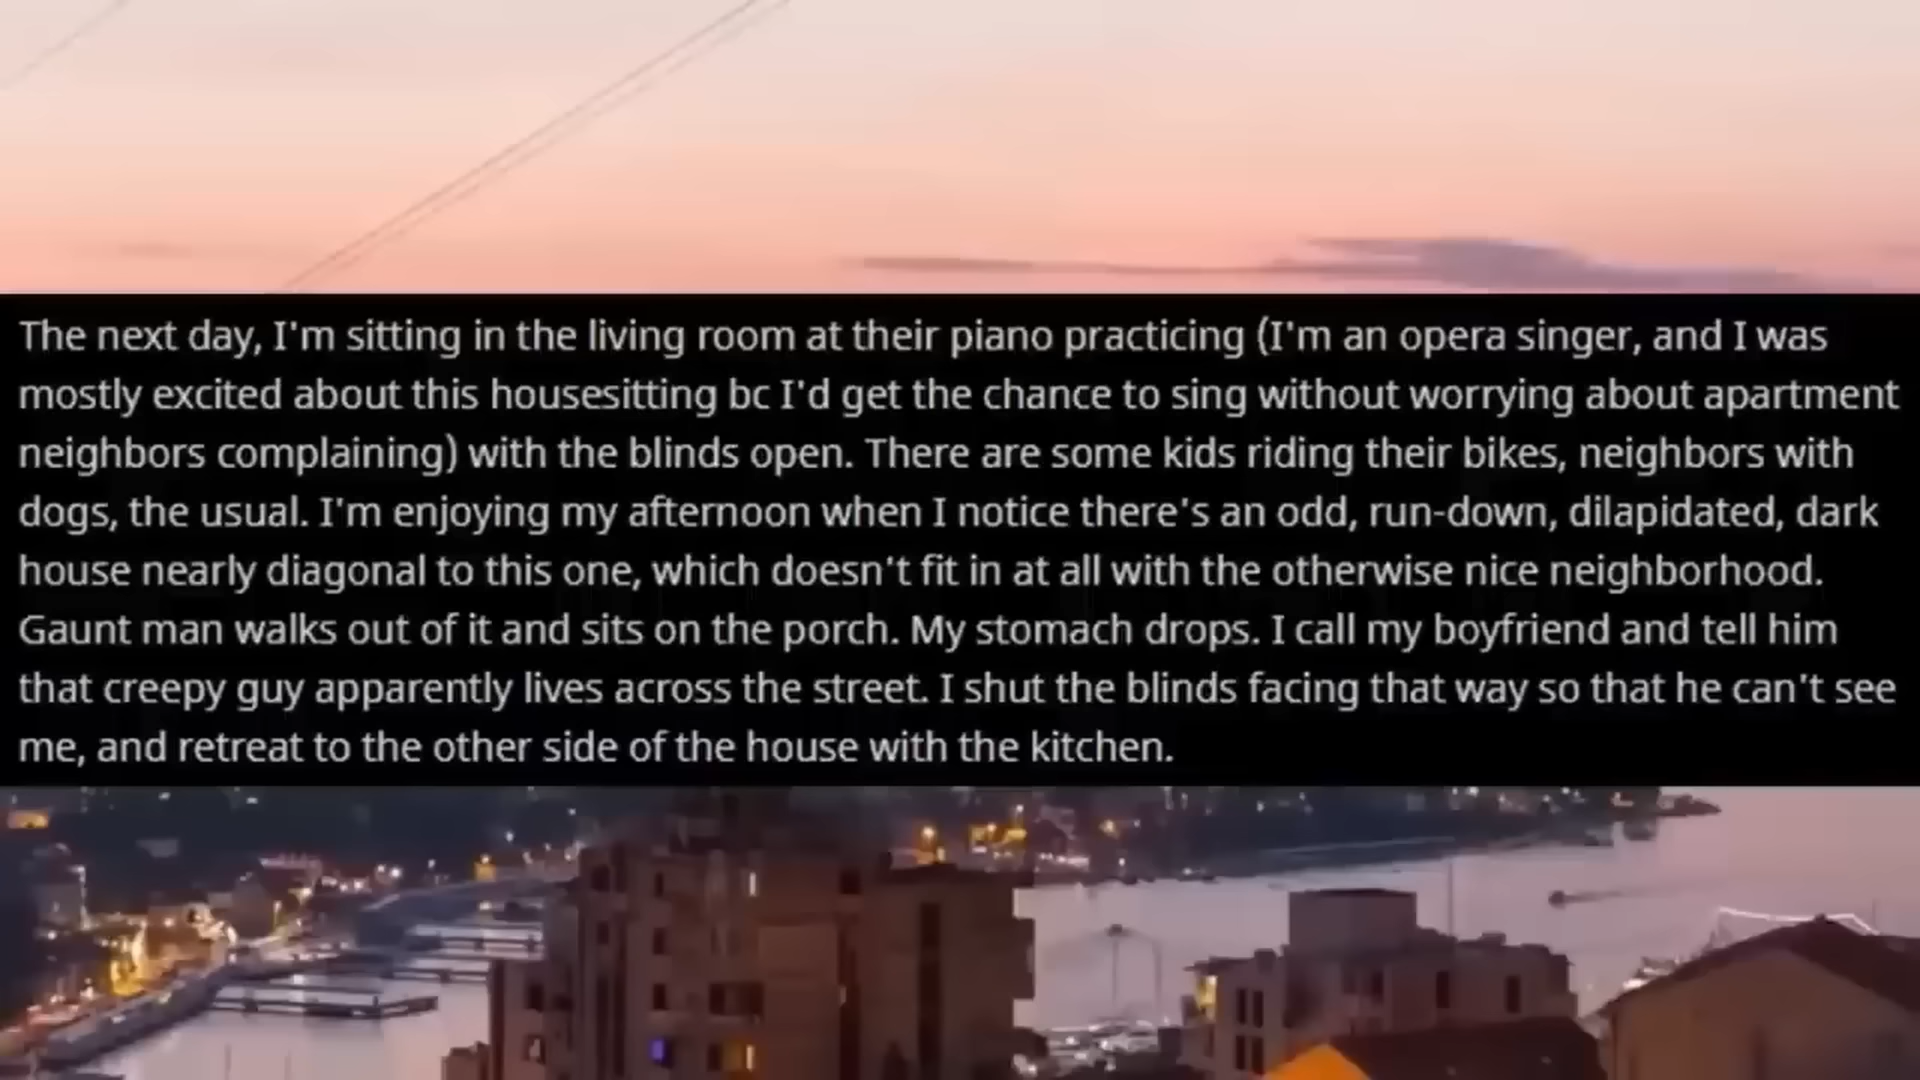 The next day, I'm sitting in the living room at their piano practicing (I'm an opera singer, and I was
mostly excited about this housesitting bc I'd get the chance to sing without worrying about apartment
neighbors complaining) with the blinds open. There are some kids riding their bikes, neighbors with
dogs, the usual. I'm enjoying my afternoon when I notice there's an odd, run-down, dilapidated, dark
house nearly diagonal to this one, which doesn't fit in at all with the otherwise nice neighborhood.
Gaunt man walks out of it and sits on the porch. My stomach drops. I call my boyfriend and tell him
that creepy guy apparently lives across the street. I shut the blinds facing that way so that he can't see
me, and retreat to the other side of the house with the kitchen.